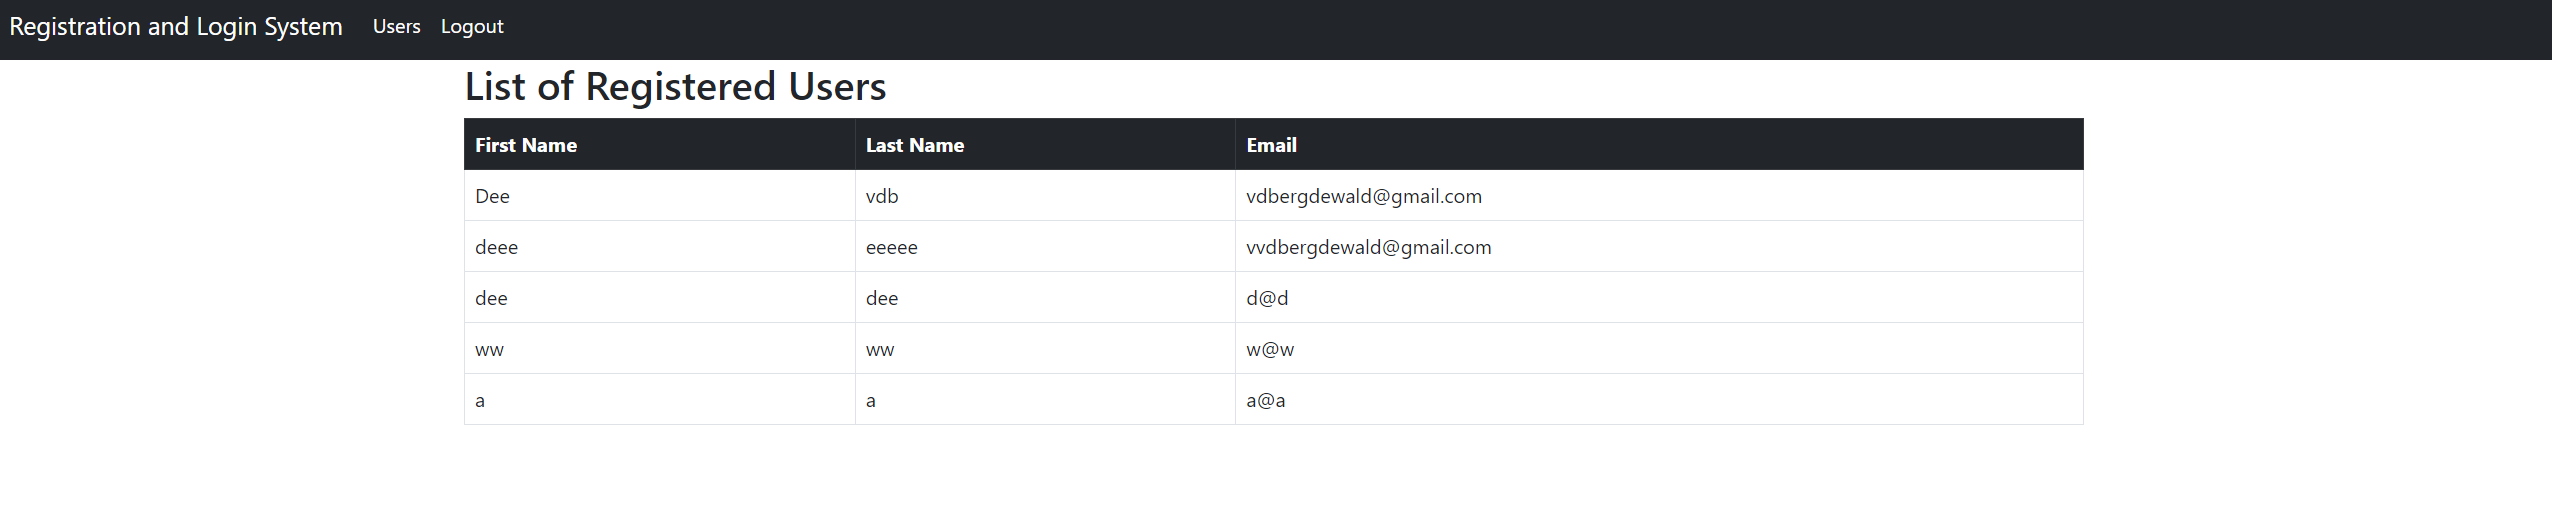 Registration and Login System Users Logout
List of Registered Users
First Name Last Name Email
Dee vdb vdbergdewald@gmail.com
deee eeeee vvdbergdewald@gmail.com
dee dee d@d
ww ww w@w
a a a@a